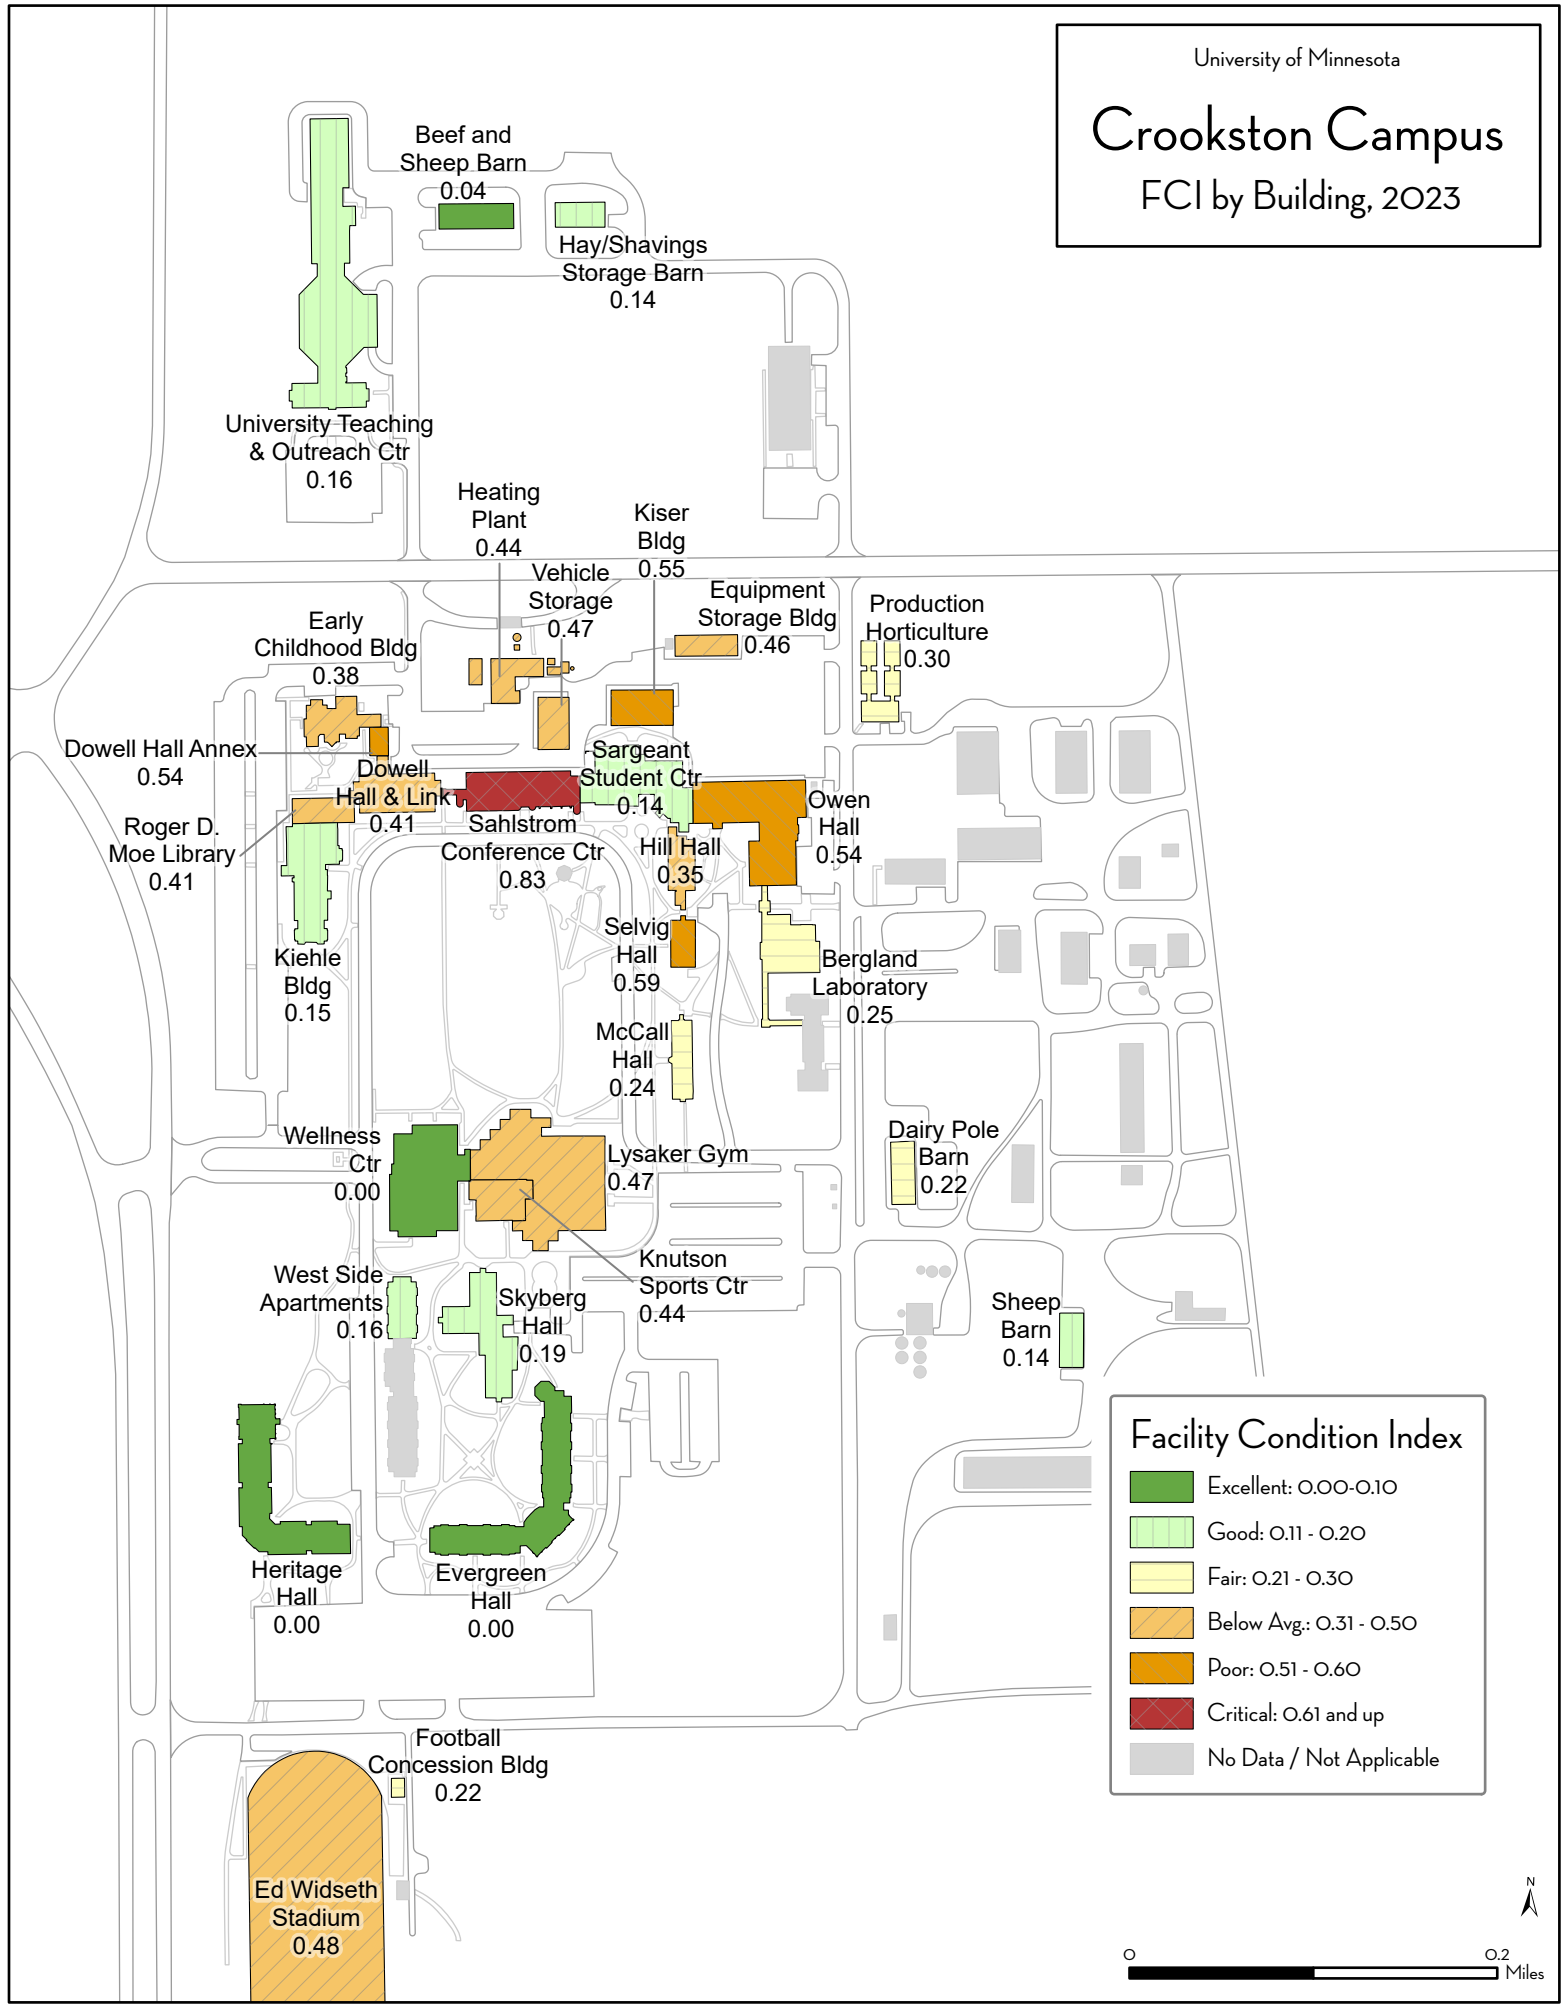 University of Minnesota
Crookston Campus
FCI by Building, 2023
Beef and
Sheep Barn
0.04
Hay/Shavings
Storage Barn
0.14
University Teaching
& Outreach Ctr
0.16
Heating
Plant
0.44
Kiser
Bldg
0.55
Vehicle
Storage
0.47
Equipment
Storage Bldg
0.46
Production
Horticulture
0.30
Early
Childhood Bldg
0.38
Dowell Hall Annex
0.54
Dowell
Hall & Link
0.41
Sargeant
Student Ctr
0.14
Owen
Hall
0.54
Roger D.
Moe Library
0.41
Sahlstrom
Conference Ctr
0.83
Hill Hall
0.35
Selvig
Hall
0.59
Kiehle
Bldg
0.15
Bergland
Laboratory
0.25
McCall
Hall
0.24
Wellness
Ctr
0.00
Lysaker Gym
0.47
Dairy Pole
Barn
0.22
Knutson
Sports Ctr
0.44
West Side
Apartments
0.16
Skyberg
Hall
0.19
Sheep
Barn
0.14
Heritage
Hall
0.00
Evergreen
Hall
0.00
Football
Concession Bldg
0.22
Ed Widseth
Stadium
0.48
Facility Condition Index
Excellent: 0.00-0.10
Good: 0.11 - 0.20
Fair: 0.21 - 0.30
Below Avg.: 0.31 - 0.50
Poor: 0.51 - 0.60
Critical: 0.61 and up
No Data / Not Applicable
N
0 0.2
Miles